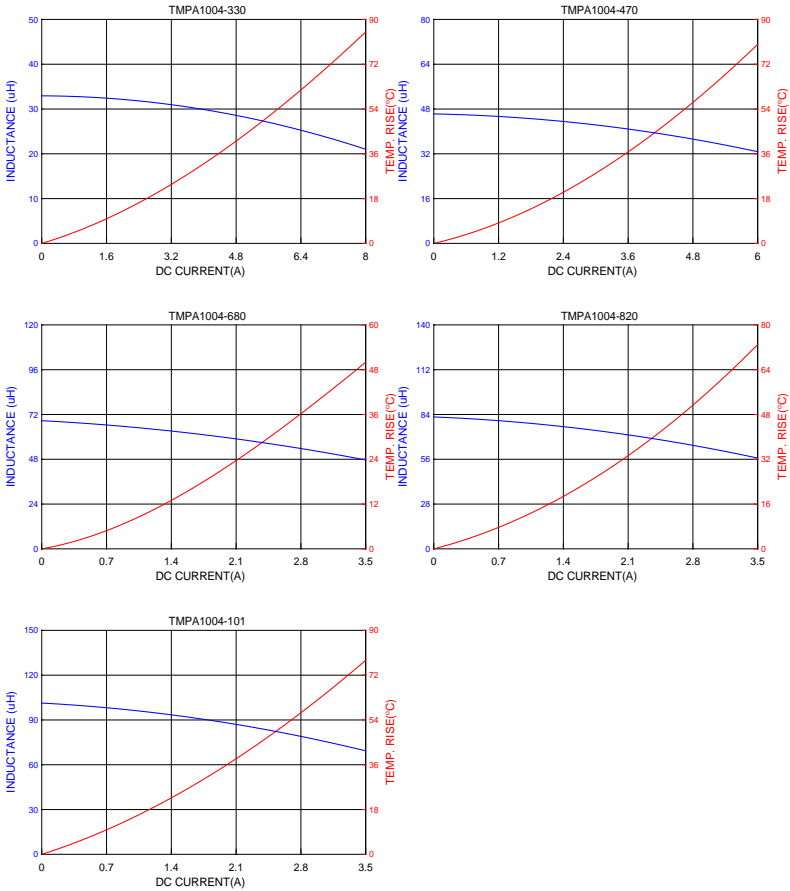 TMPA1004-330
50
40
30
20
10
0
INDUCTANCE (uH)
90
72
54
36
18
0
TEMP. RISE(°C)
0 1.6 3.2 4.8 6.4 8
DC CURRENT(A)
TMPA1004-470
80
64
48
32
16
0
INDUCTANCE (uH)
90
72
54
36
18
0
TEMP. RISE(°C)
0 1.2 2.4 3.6 4.8 6
DC CURRENT(A)
TMPA1004-680
120
96
72
48
24
0
INDUCTANCE (uH)
60
48
36
24
12
0
TEMP. RISE(°C)
0 0.7 1.4 2.1 2.8 3.5
DC CURRENT(A)
TMPA1004-820
140
112
84
56
28
0
INDUCTANCE (uH)
80
64
48
32
16
0
TEMP. RISE(°C)
0 0.7 1.4 2.1 2.8 3.5
DC CURRENT(A)
TMPA1004-101
150
120
90
60
30
0
INDUCTANCE (uH)
90
72
54
36
18
0
TEMP. RISE(°C)
0 0.7 1.4 2.1 2.8 3.5
DC CURRENT(A)